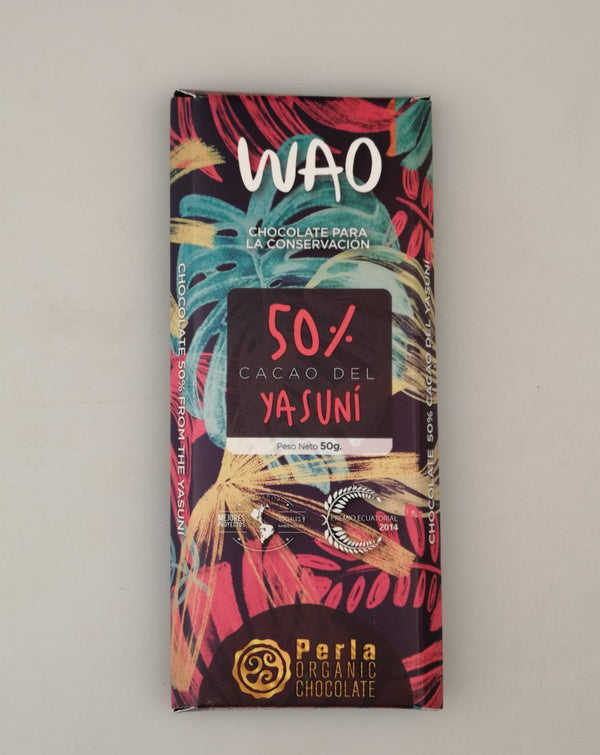 WAO
CHOCOLATE PARA
LA CONSERVACIÓN
50%
CACAO DEL
YASUNÍ
Peso Neto 50g.
CHOCOLATE 50% FROM THE YASUNÍ
CHOCOLATE 50% CACAO DEL YASUNÍ
MEJORES
PROYECTOS
SOCIALES Y
PREMIO ECUATORIAL
2014
Perla
ORGANIC
CHOCOLATE